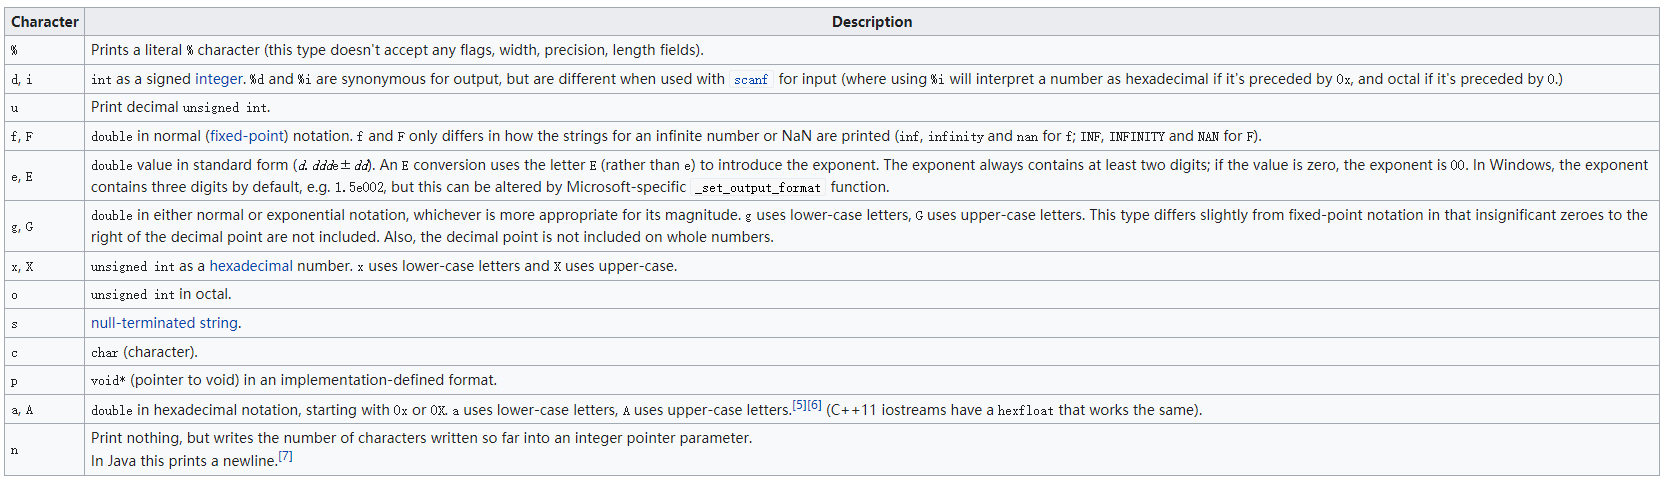 Character Description
% Prints a literal % character (this type doesn't accept any flags, width, precision, length fields).
d, i int as a signed integer. %d and %i are synonymous for output, but are different when used with scanf for input (where using %i will interpret a number as hexadecimal if it's preceded by 0x, and octal if it's preceded by 0.)
u Print decimal unsigned int.
f, F double in normal (fixed-point) notation. f and F only differs in how the strings for an infinite number or NaN are printed (inf, infinity and nan for f; INF, INFINITY and NAN for F).
e, E double value in standard form (d.ddde±dd). An E conversion uses the letter E (rather than e) to introduce the exponent. The exponent always contains at least two digits; if the value is zero, the exponent is 00. In Windows, the exponent
contains three digits by default, e.g. 1.5e002, but this can be altered by Microsoft-specific _set_output_format function.
g, G double in either normal or exponential notation, whichever is more appropriate for its magnitude. g uses lower-case letters, G uses upper-case letters. This type differs slightly from fixed-point notation in that insignificant zeroes to the
right of the decimal point are not included. Also, the decimal point is not included on whole numbers.
x, X unsigned int as a hexadecimal number. x uses lower-case letters and X uses upper-case.
o unsigned int in octal.
s null-terminated string.
c char (character).
p void* (pointer to void) in an implementation-defined format.
a, A double in hexadecimal notation, starting with 0x or 0X. a uses lower-case letters, A uses upper-case letters.[5][6] (C++11 iostreams have a hexfloat that works the same).
n Print nothing, but writes the number of characters written so far into an integer pointer parameter.
In Java this prints a newline.[7]